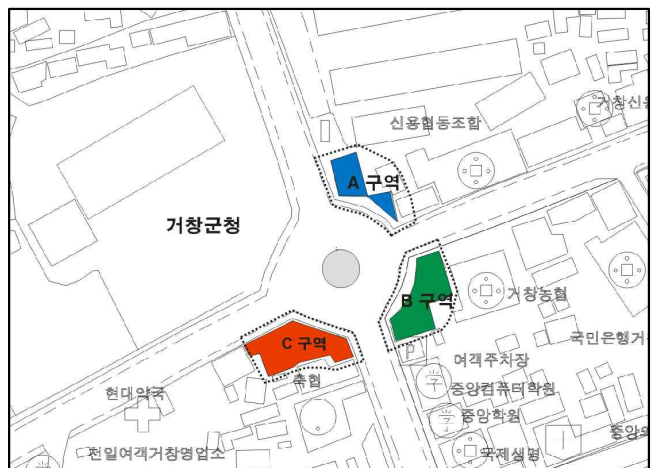 신용협동조합
거창신용
A 구역
거창군청
B 구역
거창농협
국민은행거
C 구역
P
여객주차장
축협
현대약국
중앙컴퓨터학원
중앙학원
천일여객거창영업소
국제생명